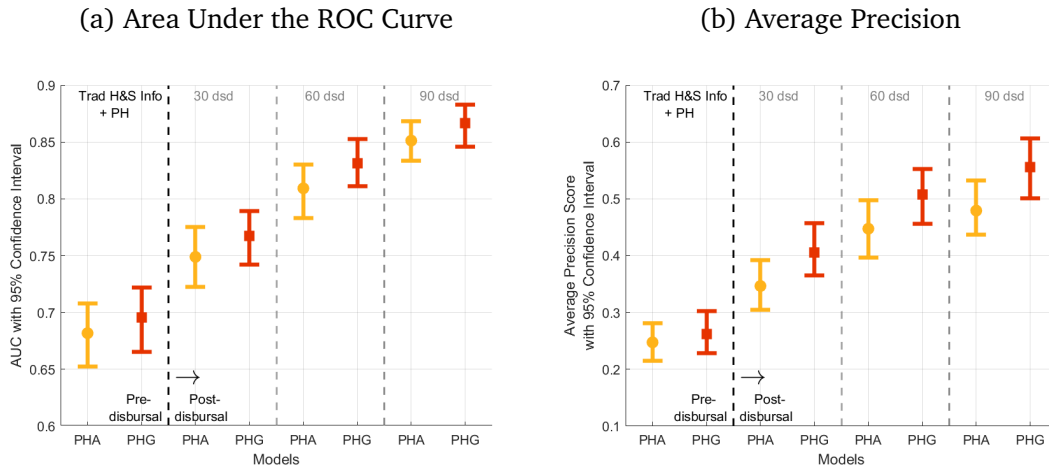 (a) Area Under the ROC Curve
0.9
0.85
0.8
0.75
0.7
0.65
0.6
AUC with 95% Confidence Interval
Trad H&S Info
+ PH
30 dsd
60 dsd
90 dsd
Pre-
disbursal
Post-
disbursal
PHA PHG PHA PHG PHA PHG PHA PHG
Models
(b) Average Precision
0.7
0.6
0.5
0.4
0.3
0.2
0.1
Average Precision Score
with 95% Confidence Interval
Trad H&S Info
+ PH
30 dsd
60 dsd
90 dsd
Pre-
disbursal
Post-
disbursal
PHA PHG PHA PHG PHA PHG PHA PHG
Models